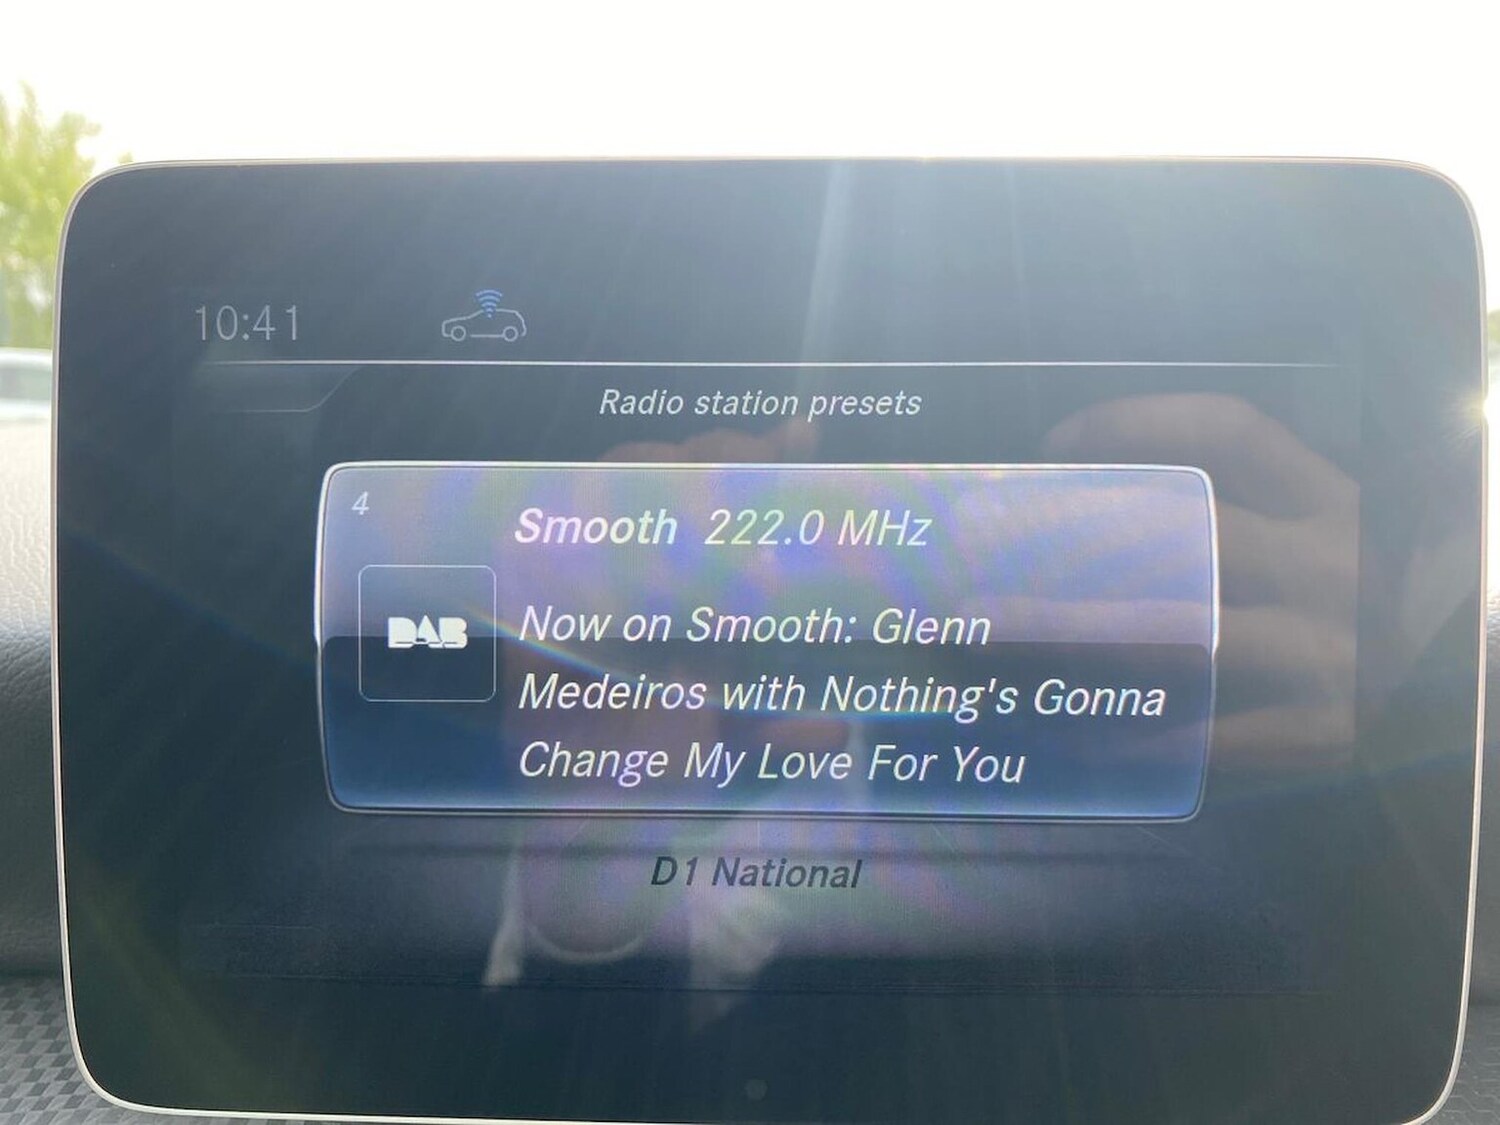 10:41
Radio station presets
4
Smooth 222.0 MHz
DAB
Now on Smooth: Glenn
Medeiros with Nothing's Gonna
Change My Love For You
D1 National